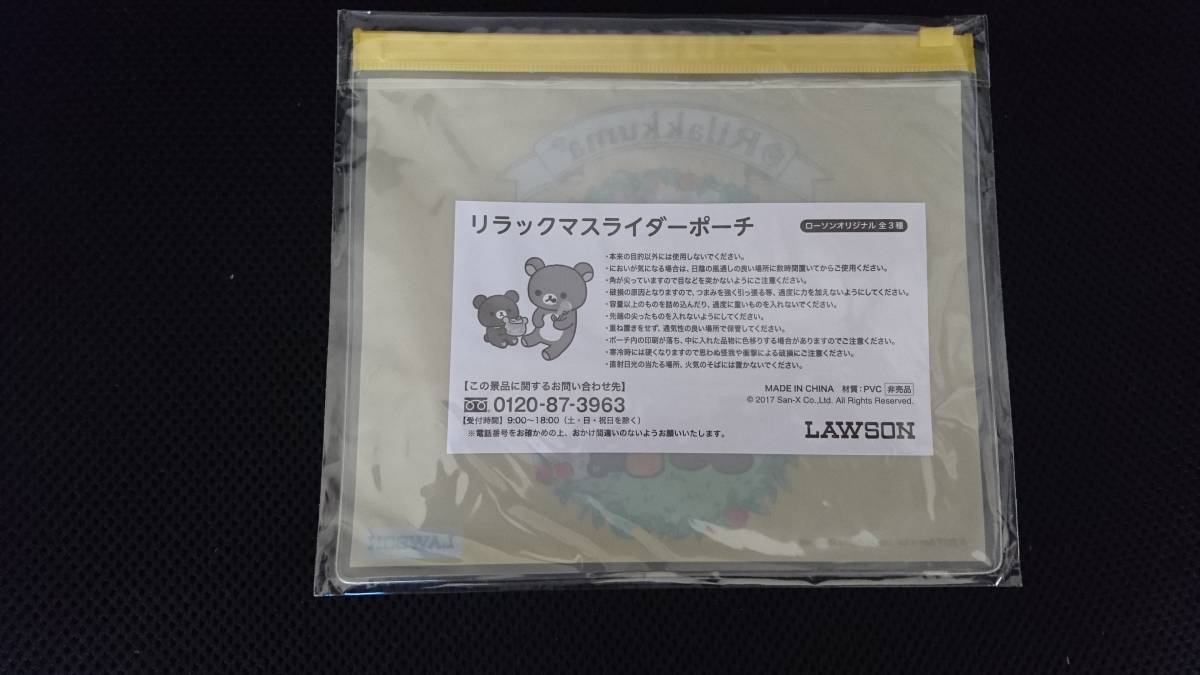 Rilakkuma
リラックマスライダーポーチ
ローソンオリジナル 全3種
・本来の目的以外には使用しないでください。
・においが気になる場合は、日陰の風通しの良い場所に数時間置いてからご使用ください。
・角が尖っていますので目などを突かないようにご注意ください。
・破損の原因となりますので、つまみを強く引っ張る等、過度に力を加えないようにしてください。
・容量以上のものを詰め込んだり、過度に重いものを入れないでください。
・先端の尖ったものを入れないようにしてください。
・重ね置きをせず、通気性の良い場所で保管してください。
・ポーチ内の印刷が落ち、中に入れた品物に色移りする場合がありますのでご注意ください。
・寒冷時には硬くなりますので思わぬ怪我や衝撃による破損にご注意ください。
・直射日光の当たる場所、火気のそばには置かないでください。
【この景品に関するお問い合わせ先】
0120-87-3963
【受付時間】9:00〜18:00（土・日・祝日を除く）
※電話番号をお確かめの上、おかけ間違いのないようお願いいたします。
MADE IN CHINA 材質：PVC 非売品
© 2017 San-X Co.,Ltd. All Rights Reserved.
LAWSON
LAWSON